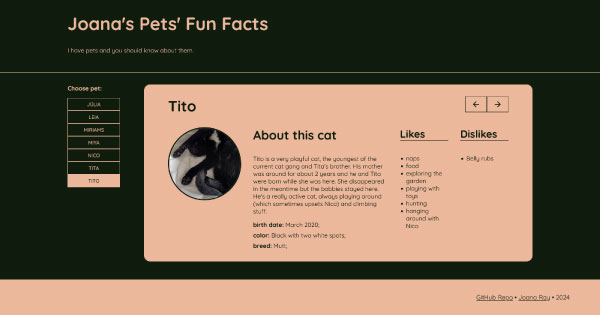 Joana's Pets' Fun Facts
I have pets and you should know about them.
Choose pet:
JÚLIA
LEIA
MIRIAMS
MIYA
NICO
TITA
TITO
Tito
← →
About this cat
Tito is a very playful cat, the youngest of the
current cat gang and Tita's brother. His mother
was around for about 2 years and he and Tita
were born while she was here. She disappeared
in the meantime but the babbies stayed here.
He's a really active cat, always playing around
(which sometimes upsets Nico) and climbing
stuff.
birth date: March 2020;
color: Black with two white spots;
breed: Mutt;
Likes
• naps
• food
• exploring the
garden
• playing with
toys
• hunting
• hanging
around with
Nico
Dislikes
• Belly rubs
GitHub Repo • Joana Ray • 2024